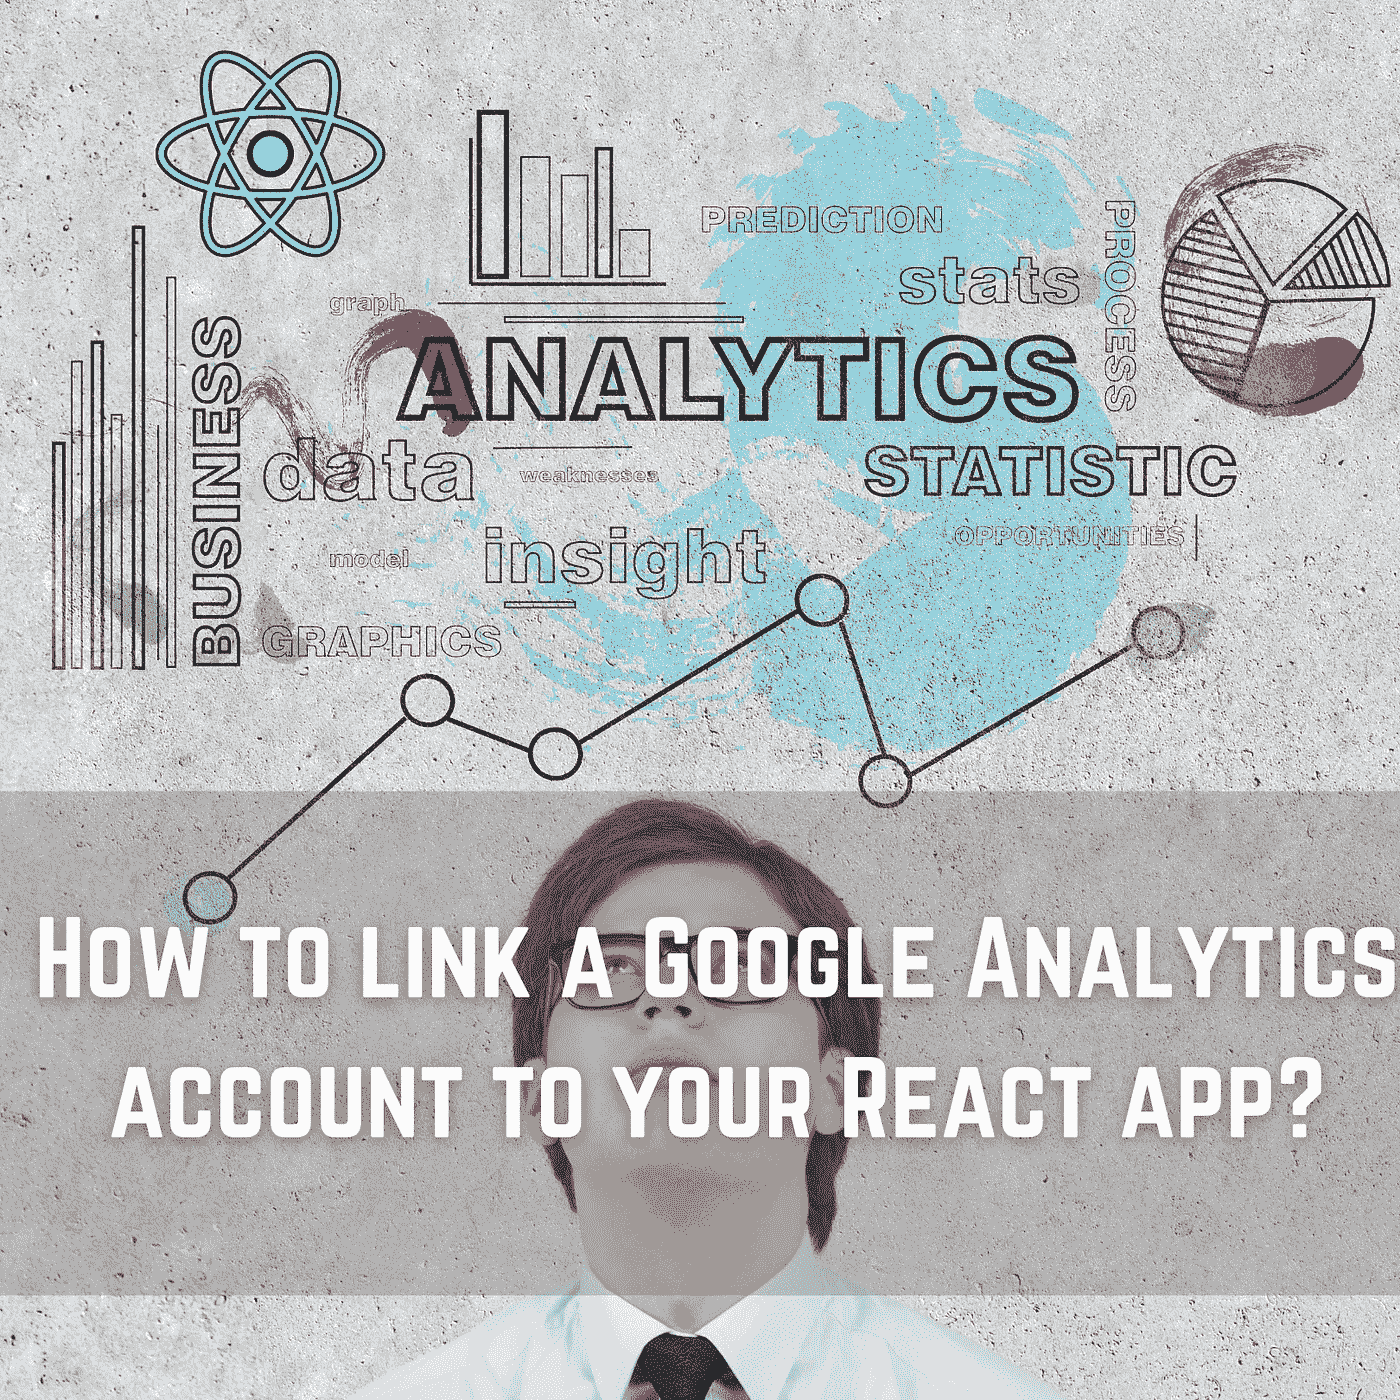 PREDICTION
PROCESS
stats
graph
ANALYTICS
BUSINESS
data
weaknesses
STATISTIC
OPPORTUNITIES
model
insight
GRAPHICS
How to link a Google Analytics
account to your React app?